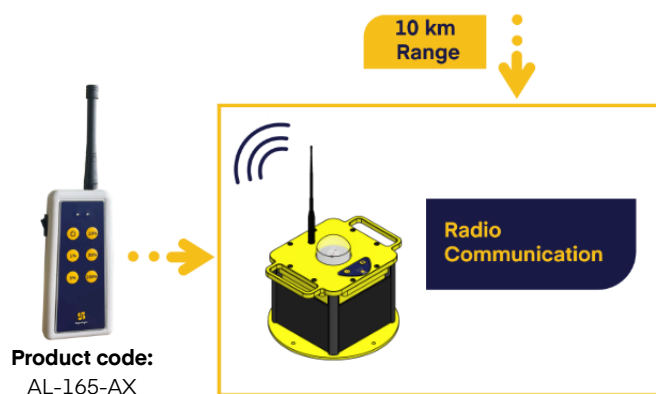 10 km
Range
Radio
Communication
Product code:
AL-165-AX